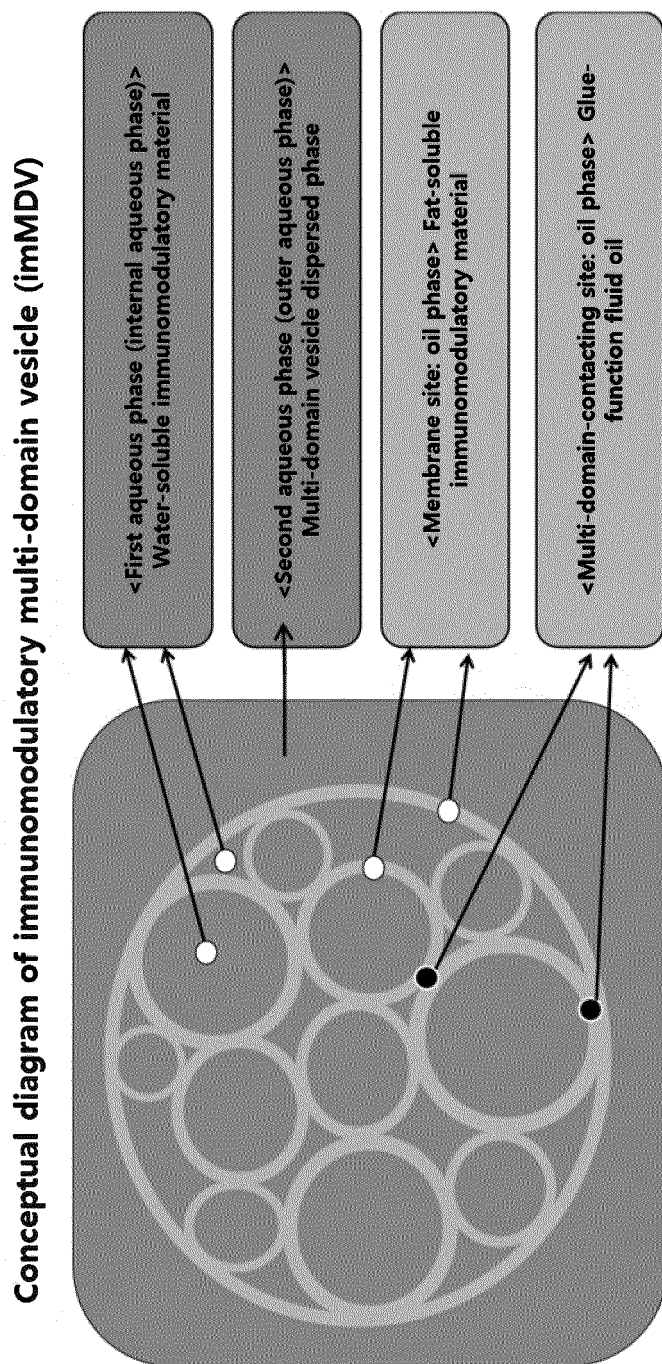 Conceptual diagram of immunomodulatory multi-domain vesicle (imMDV)
<First aqueous phase (internal aqueous phase)>
Water-soluble immunomodulatory material
<Second aqueous phase (outer aqueous phase)>
Multi-domain vesicle dispersed phase
<Membrane site: oil phase> Fat-soluble
immunomodulatory material
<Multi-domain-contacting site: oil phase> Glue-
function fluid oil